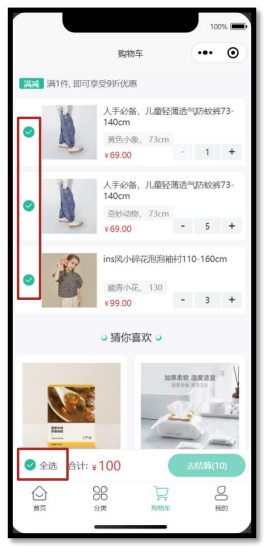 100%
购物车
满减 满1件, 即可享受9折优惠
人手必备，儿童轻薄透气防蚊裤73-
140cm
黄色小象, 73cm
¥69.00
- 1 +
人手必备，儿童轻薄透气防蚊裤73-
140cm
奇妙动物, 73cm
¥69.00
- 5 +
ins风小碎花泡泡袖衬110-160cm
藏青小花, 130
¥99.00
- 3 +
猜你喜欢
加厚柔软 湿度适宜
全选 合计: ¥100
去结算(10)
首页
分类
购物车
我的